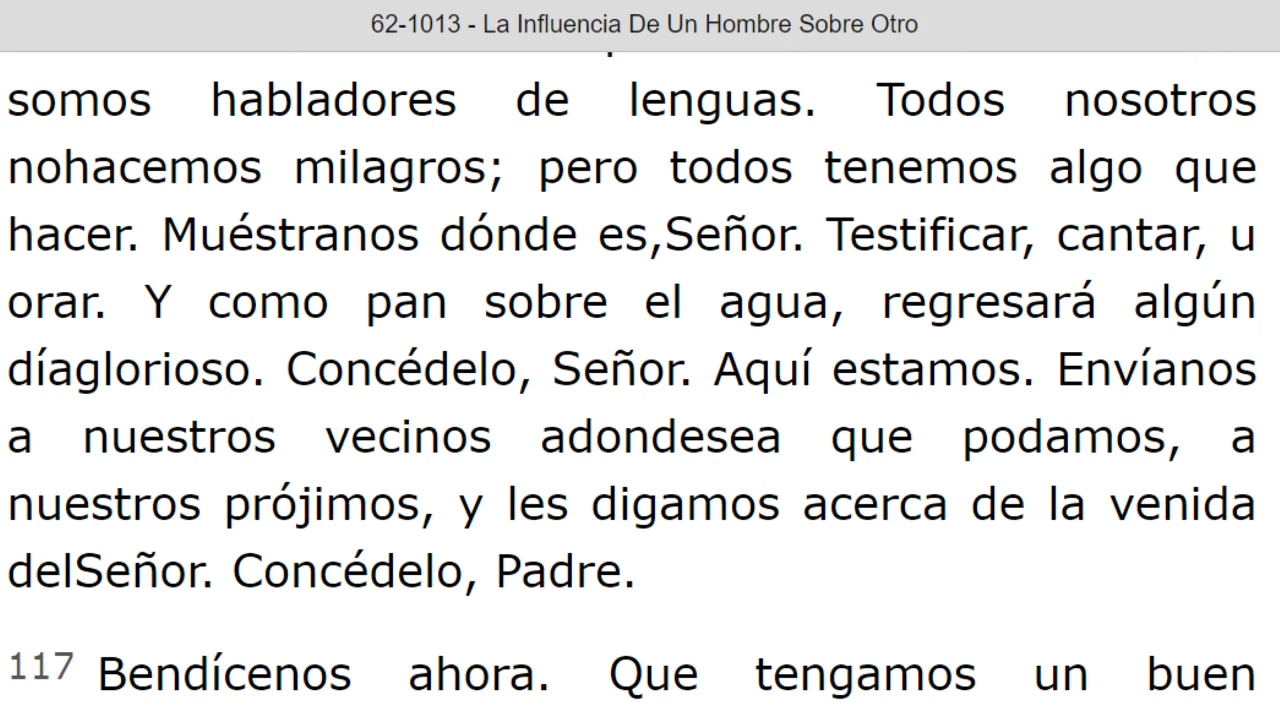 62-1013 - La Influencia De Un Hombre Sobre Otro
somos habladores de lenguas. Todos nosotros
nohacemos milagros; pero todos tenemos algo que
hacer. Muéstranos dónde es,Señor. Testificar, cantar, u
orar. Y como pan sobre el agua, regresará algún
díaglorioso. Concédelo, Señor. Aquí estamos. Envíanos
a nuestros vecinos adondesea que podamos, a
nuestros prójimos, y les digamos acerca de la venida
delSeñor. Concédelo, Padre.
117 Bendícenos ahora. Que tengamos un buen